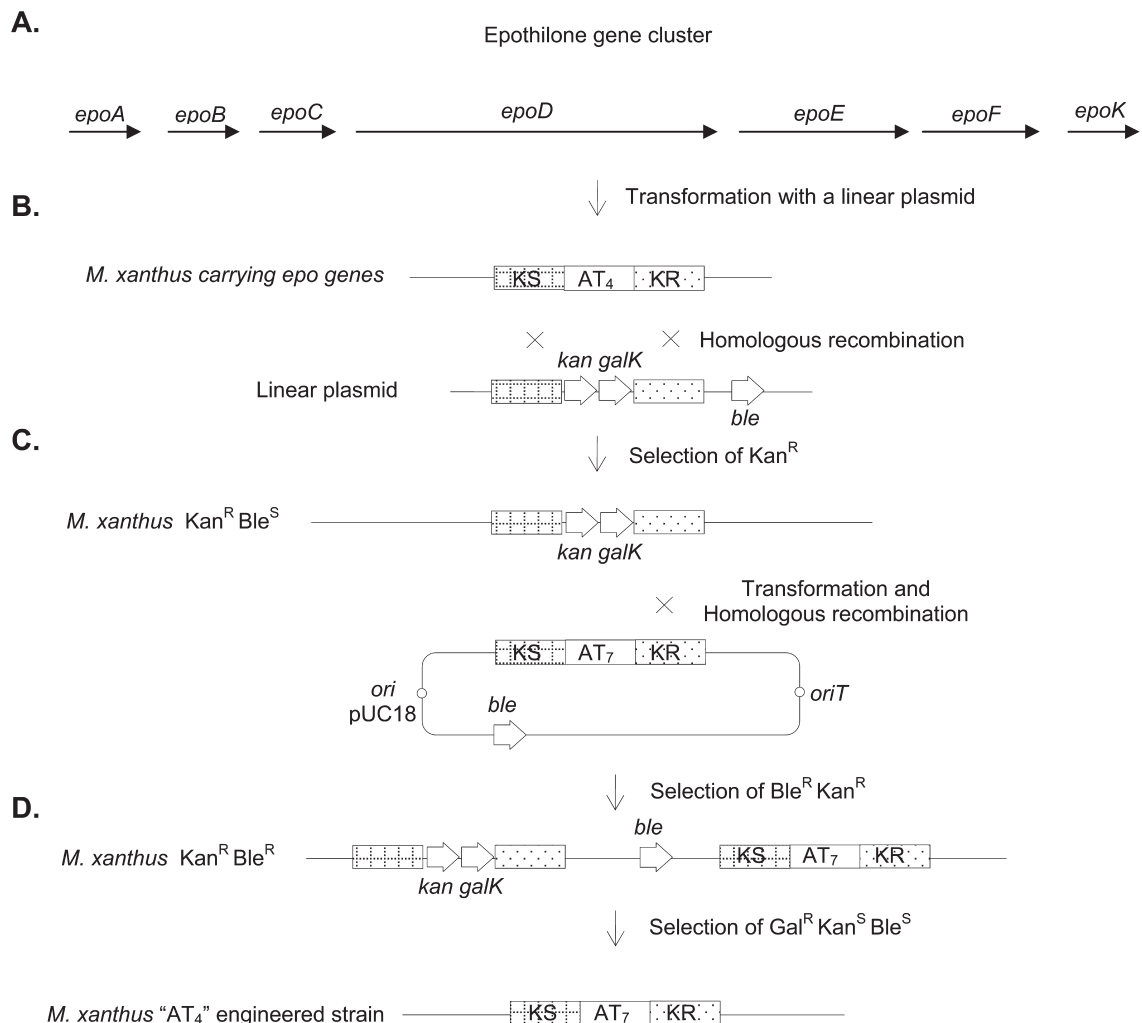 A.
Epothilone gene cluster
epoA epoB epoC epoD epoE epoF epoK
Transformation with a linear plasmid
B.
M. xanthus carrying epo genes
KS AT4 KR
Homologous recombination
kan galK
Linear plasmid
ble
C.
Selection of KanR
M. xanthus KanR BleS
kan galK
Transformation and
Homologous recombination
KS AT7 KR
ori
pUC18
ble
oriT
Selection of BleR KanR
D.
ble
M. xanthus KanR BleR
KS AT7 KR
kan galK
Selection of GalR KanS BleS
M. xanthus “AT4” engineered strain
KS AT7 KR